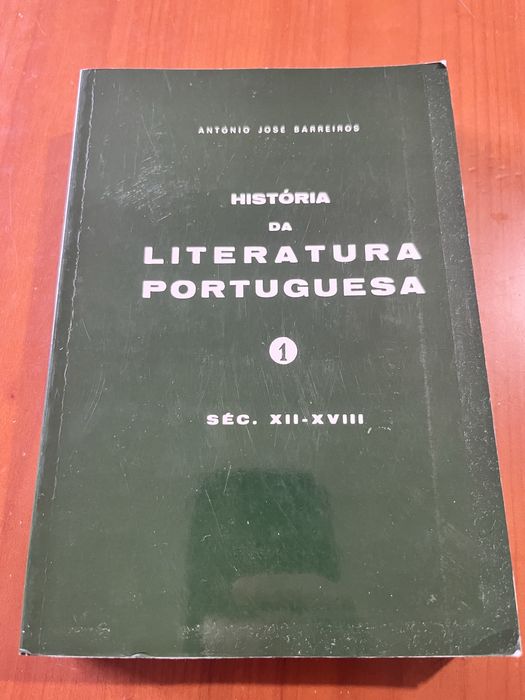 ANTÓNIO JOSÉ BARREIROS
HISTÓRIA
DA
LITERATURA
PORTUGUESA
1
SÉC. XII-XVIII